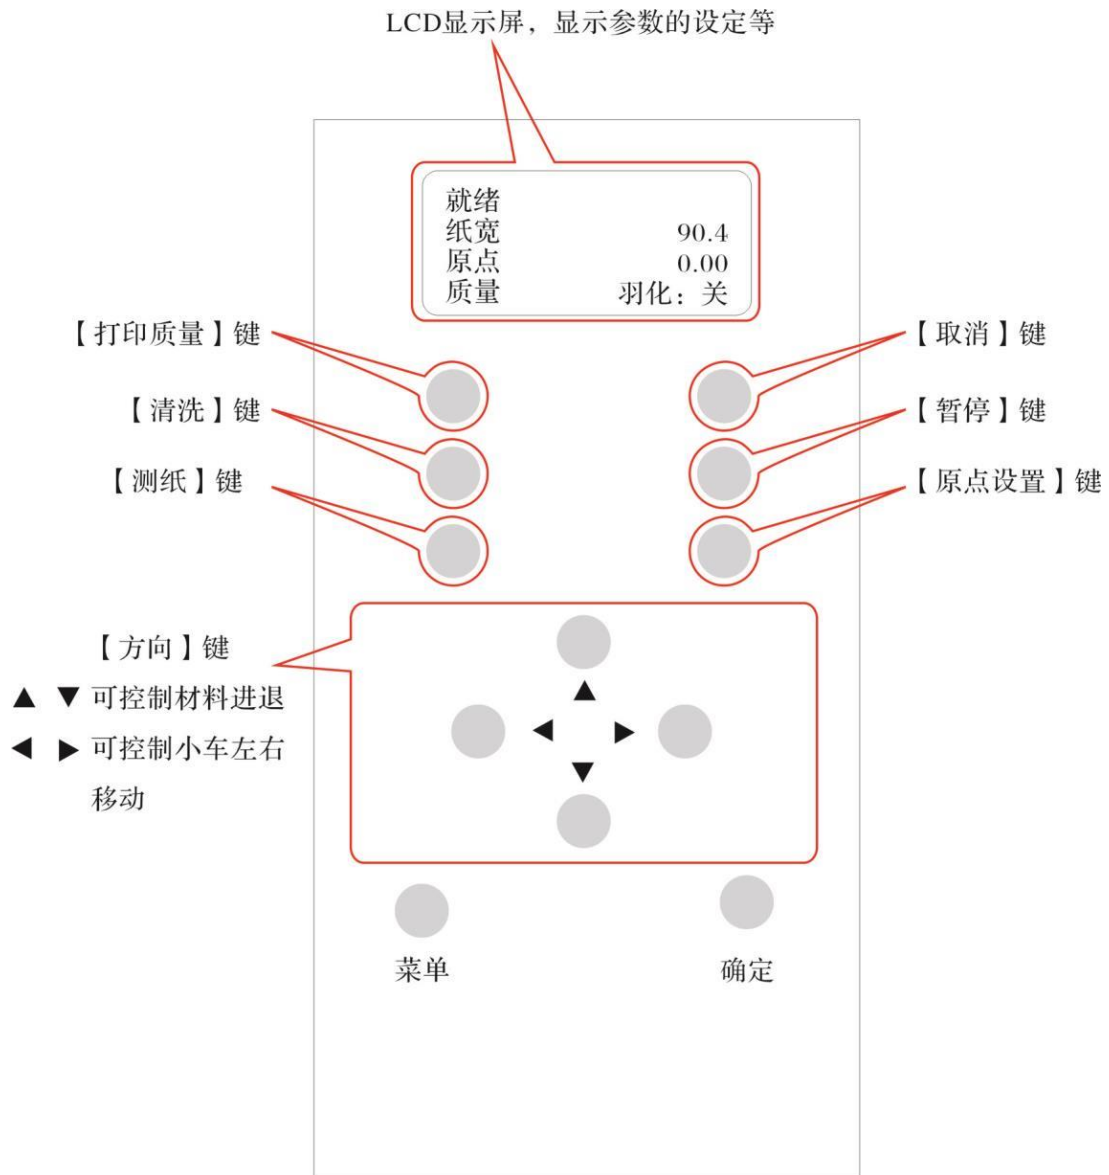 LCD显示屏，显示参数的设定等
就绪
纸宽 90.4
原点 0.00
质量 羽化：关
【打印质量】键
【取消】键
【清洗】键
【暂停】键
【测纸】键
【原点设置】键
【方向】键
▲ ▼ 可控制材料进退
◀ ▶ 可控制小车左右
移动
菜单
确定